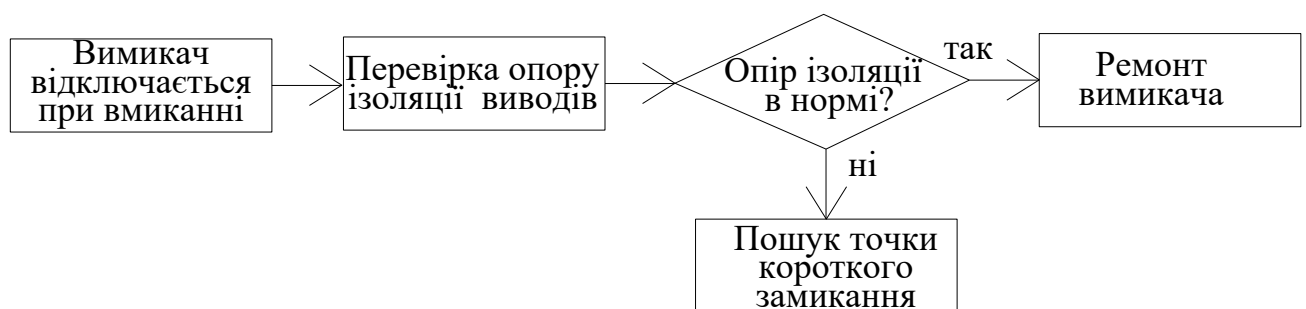 Вимикач
відключається
при вмиканні
Перевірка опору
ізоляції виводів
Опір ізоляції
в нормі?
так
Ремонт
вимикача
ні
Пошук точки
короткого
замикання